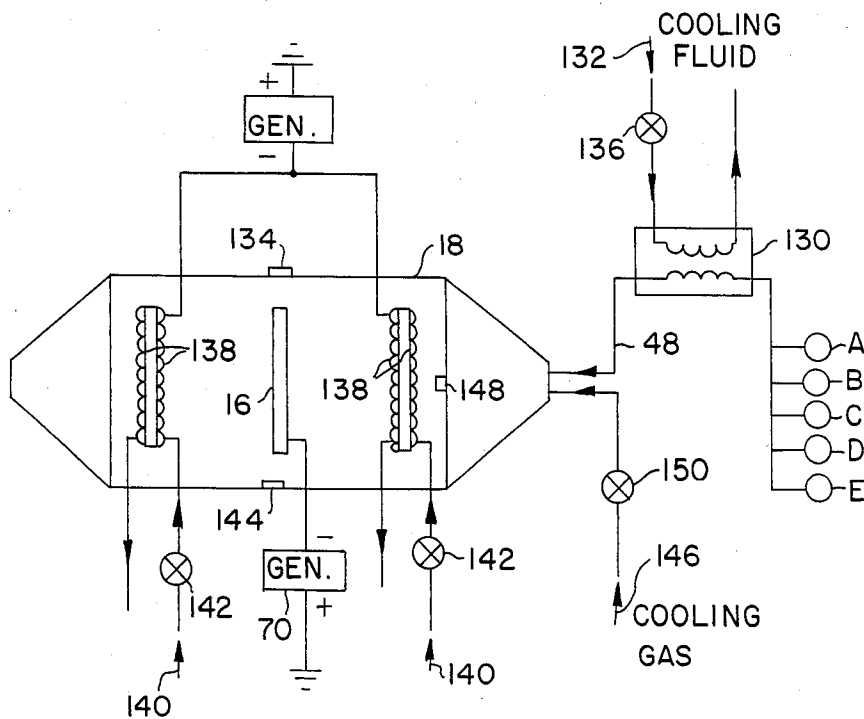 COOLING
FLUID
132
+
GEN.
−
136
134
18
130
138
16
138
148
48
A
B
C
D
E
150
144
−
GEN.
70
+
142
142
146
COOLING
GAS
140
140